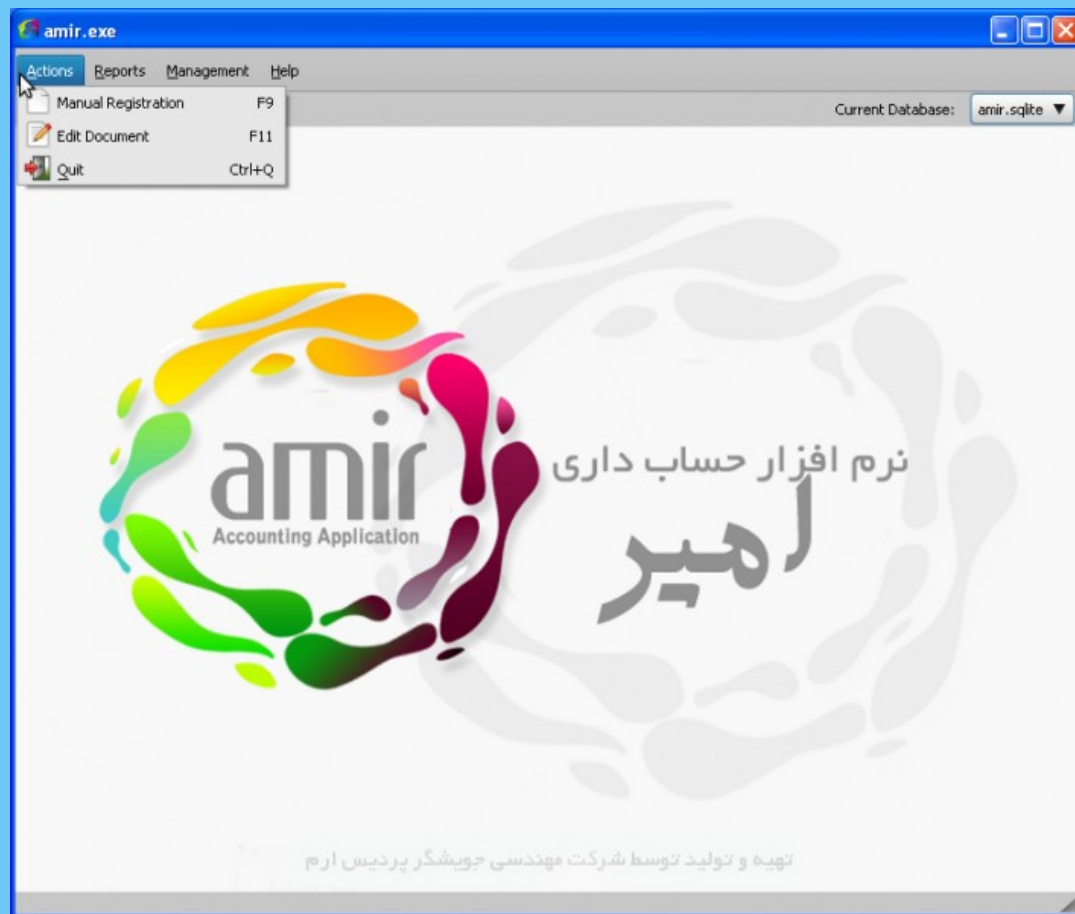 amir.exe
Actions Reports Management Help
Manual Registration F9
Edit Document F11
Quit Ctrl+Q
Current Database: amir.sqlite
amir
Accounting Application
نرم افزار حساب داری
امیر
تهیه و تولید توسط شرکت مهندسی جویشگر پردیس ارم